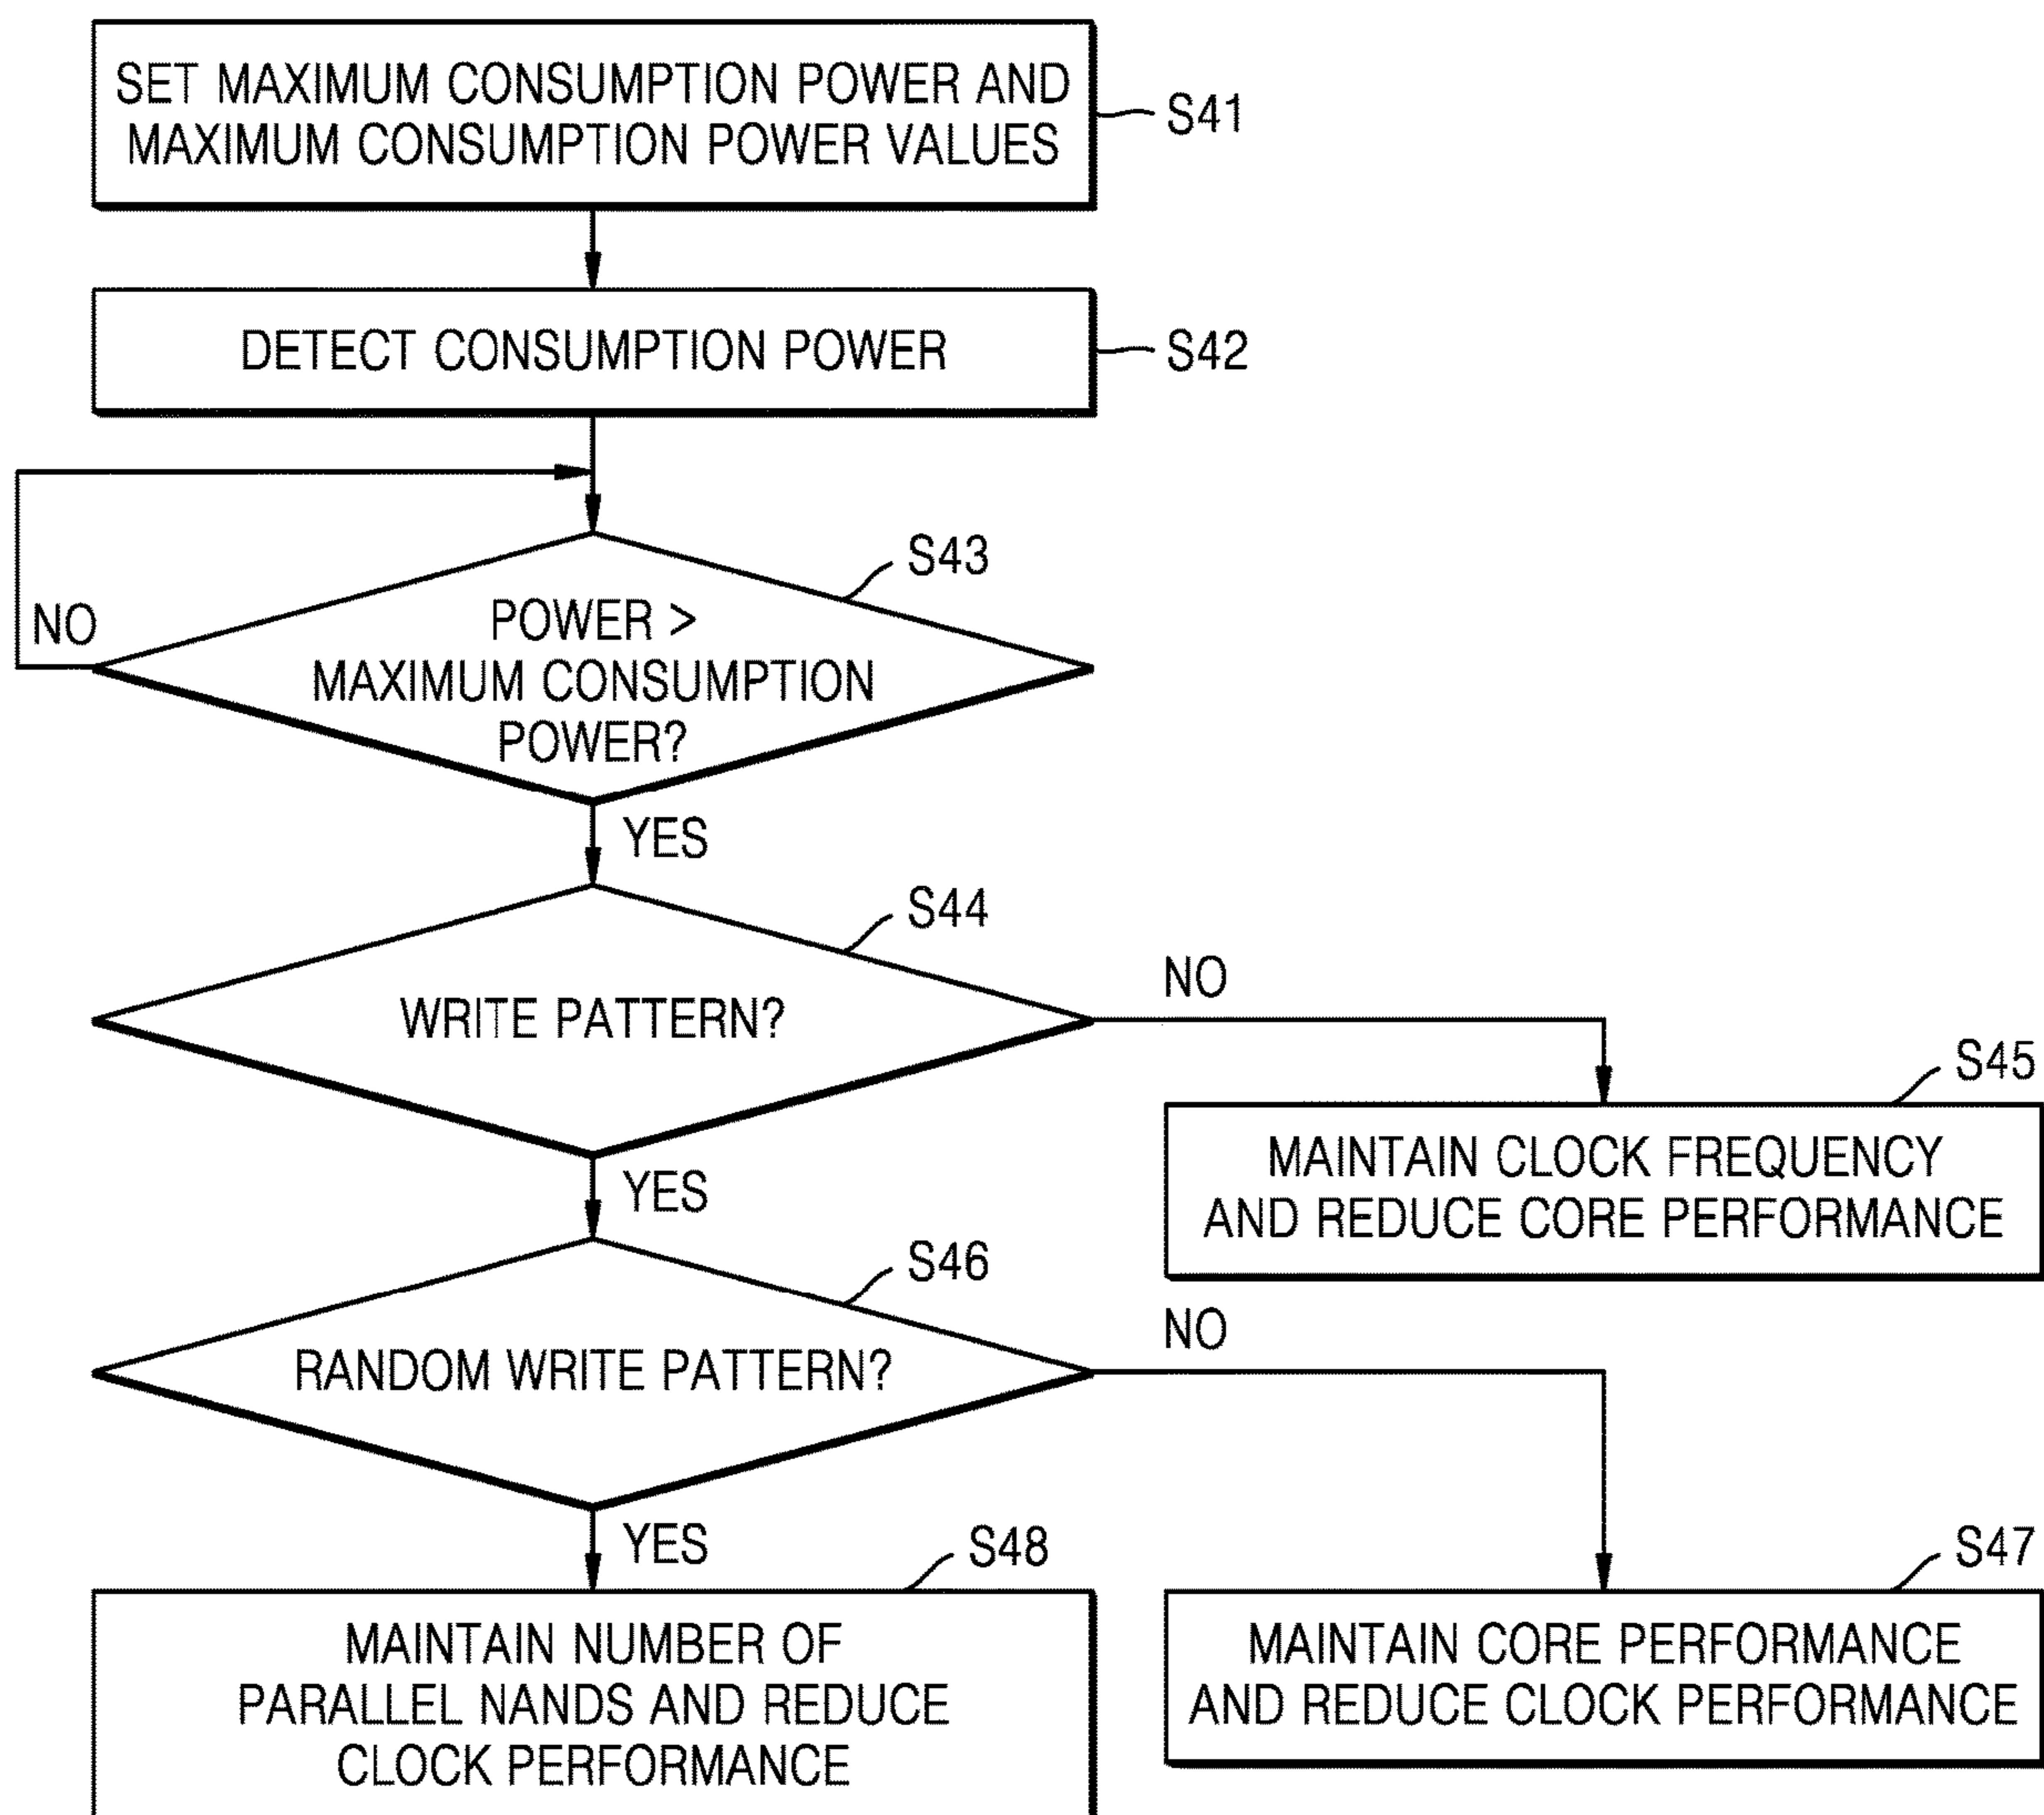 SET MAXIMUM CONSUMPTION POWER AND
MAXIMUM CONSUMPTION POWER VALUES
S41
DETECT CONSUMPTION POWER
S42
S43
NO
POWER >
MAXIMUM CONSUMPTION
POWER?
YES
S44
WRITE PATTERN?
NO
S45
MAINTAIN CLOCK FREQUENCY
AND REDUCE CORE PERFORMANCE
YES
S46
RANDOM WRITE PATTERN?
NO
YES
S48
S47
MAINTAIN NUMBER OF
PARALLEL NANDS AND REDUCE
CLOCK PERFORMANCE
MAINTAIN CORE PERFORMANCE
AND REDUCE CLOCK PERFORMANCE